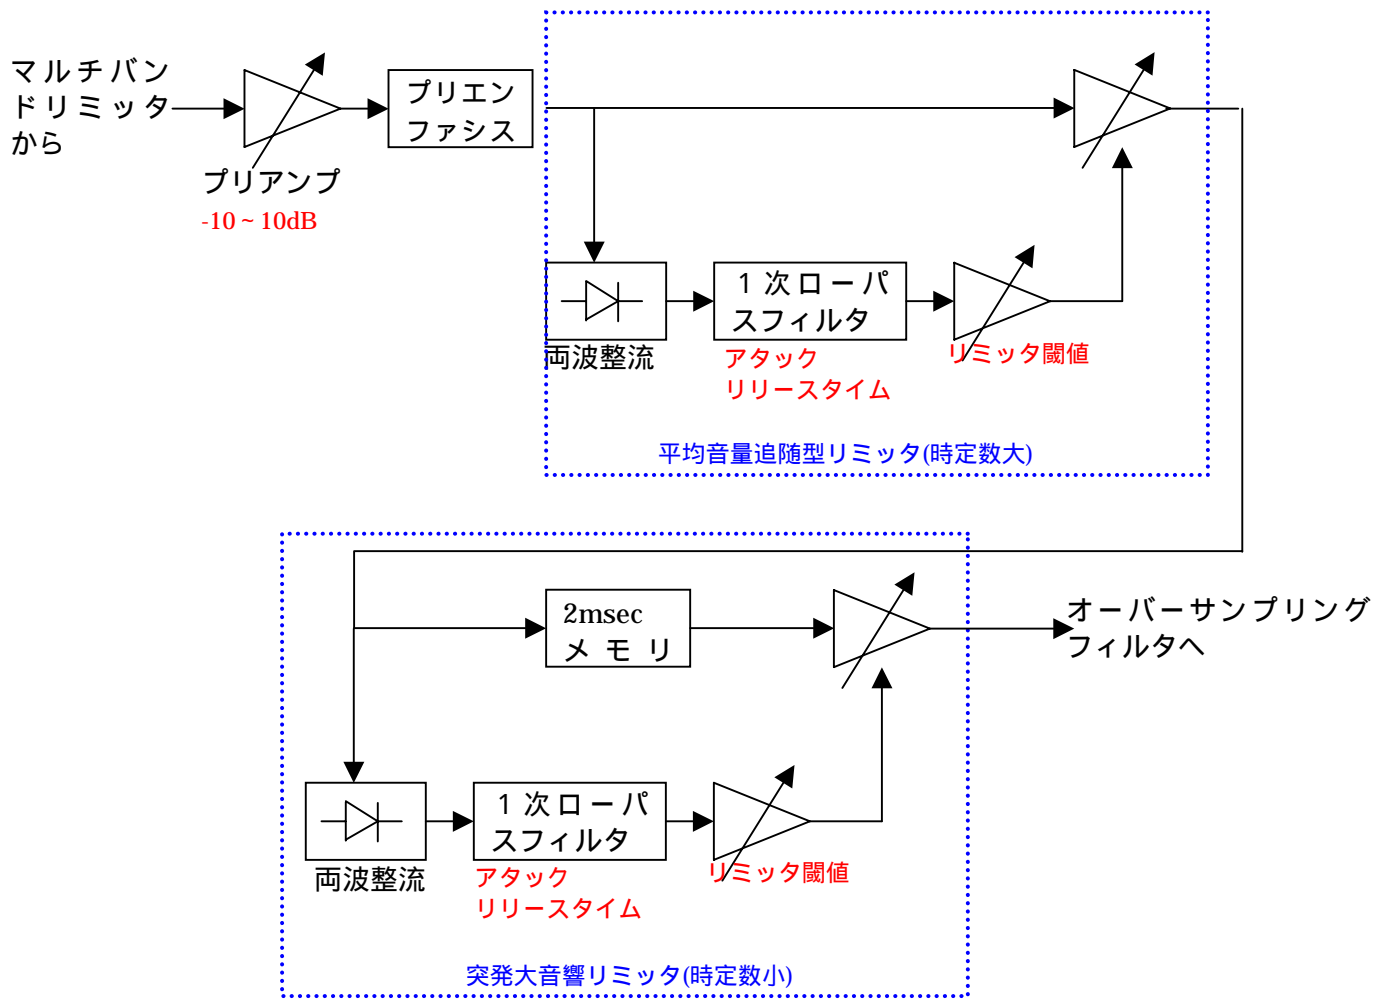 マルチバン
ドリミッタ
から
プリアンプ
-10~10dB
プリエン
ファシス
両波整流
1次ローパ
スフィルタ
アタック
リリースタイム
リミッタ閾値
平均音量追随型リミッタ(時定数大)
2msec
メモリ
オーバーサンプリング
フィルタへ
両波整流
1次ローパ
スフィルタ
アタック
リリースタイム
リミッタ閾値
突発大音響リミッタ(時定数小)